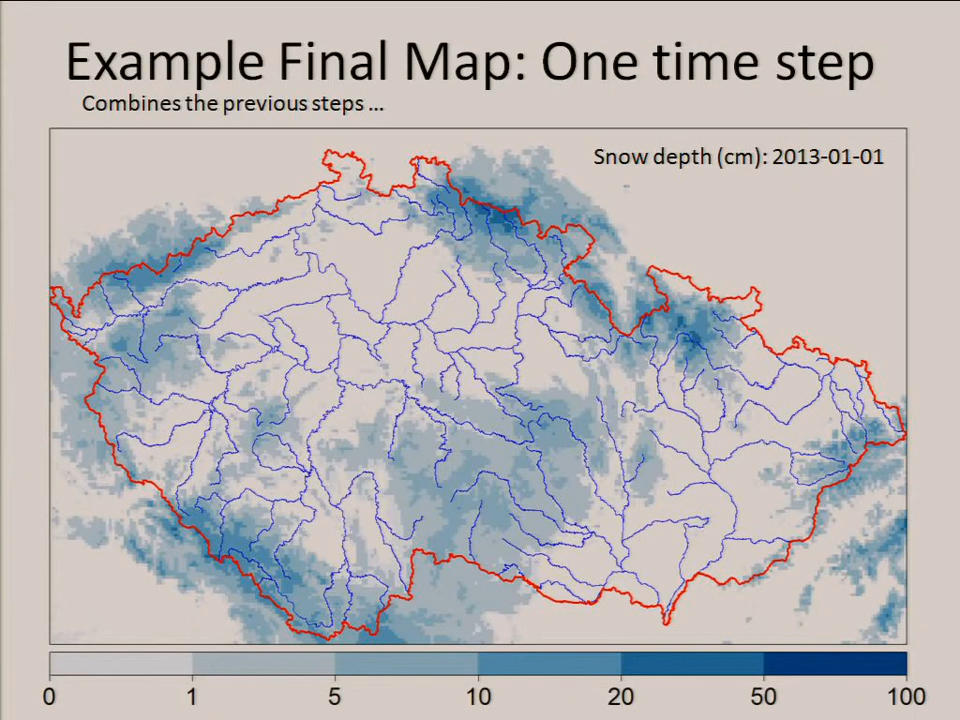 Example Final Map: One time step
Combines the previous steps ...
Snow depth (cm): 2013-01-01
0 1 5 10 20 50 100